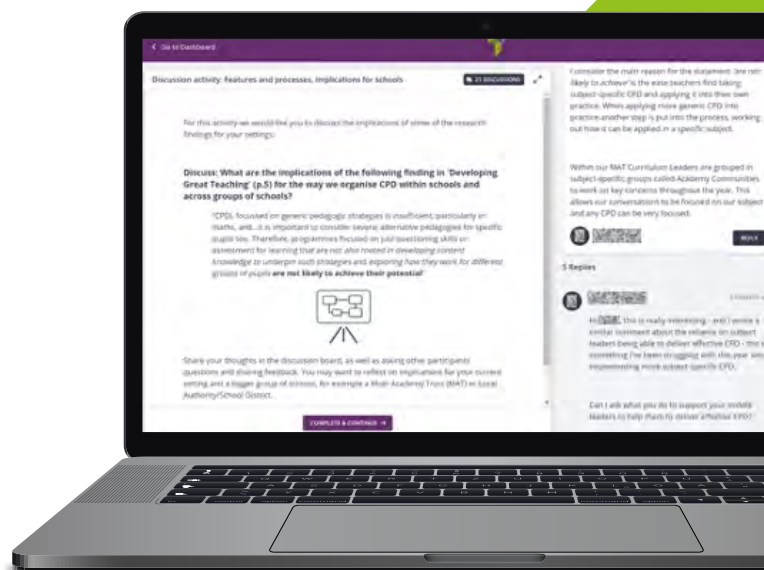 Go to Dashboard
Discussion activity: Features and processes, implications for schools
21 DISCUSSIONS
For this activity we would like you to discuss the implications of some of the research
findings for your settings:
Discuss: What are the implications of the following finding in 'Developing
Great Teaching' (p.5) for the way we organise CPD within schools and
across groups of schools?
focussed on generic pedagogic strategies is insufficient, particularly in
maths, and... it is important to consider several alternative pedagogies for specific
pupils too. Therefore, programmes focused on just questioning skills or
assessment for learning that are not also rooted in developing content
knowledge to underpin such strategies and exploring how they work for different
groups of pupils are not likely to achieve their potential'
Share your thoughts in the discussion board, as well as asking other participants
questions and sharing feedback. You may want to reflect on implications for your current
setting and a bigger group of schools, for example a Multi Academy Trust (MAT) or Local
Authority/School District.
COMPLETE & CONTINUE
I consider the main reason for the statement 'are not
likely to achieve' is the ease teachers find taking
subject-specific CPD and applying it into their own
practice. When applying more generic CPD into
practice another step is put into the process, working
out how it can be applied in a specific subject.
Within our MAT Curriculum Leaders are grouped in
subject-specific groups called Academy Communities
to work on key concerns throughout the year. This
allows our conversations to be focused on our subject
and any CPD can be very focused.
REPLY
5 Replies
Hi this is really interesting - and I wrote a
similar comment about the reliance on subject
leaders being able to deliver effective CPD - this is
something I've been struggling with this year
implementing more subject-specific CPD.
Can I ask what you do to support your middle
leaders to help them to deliver effective CPD?